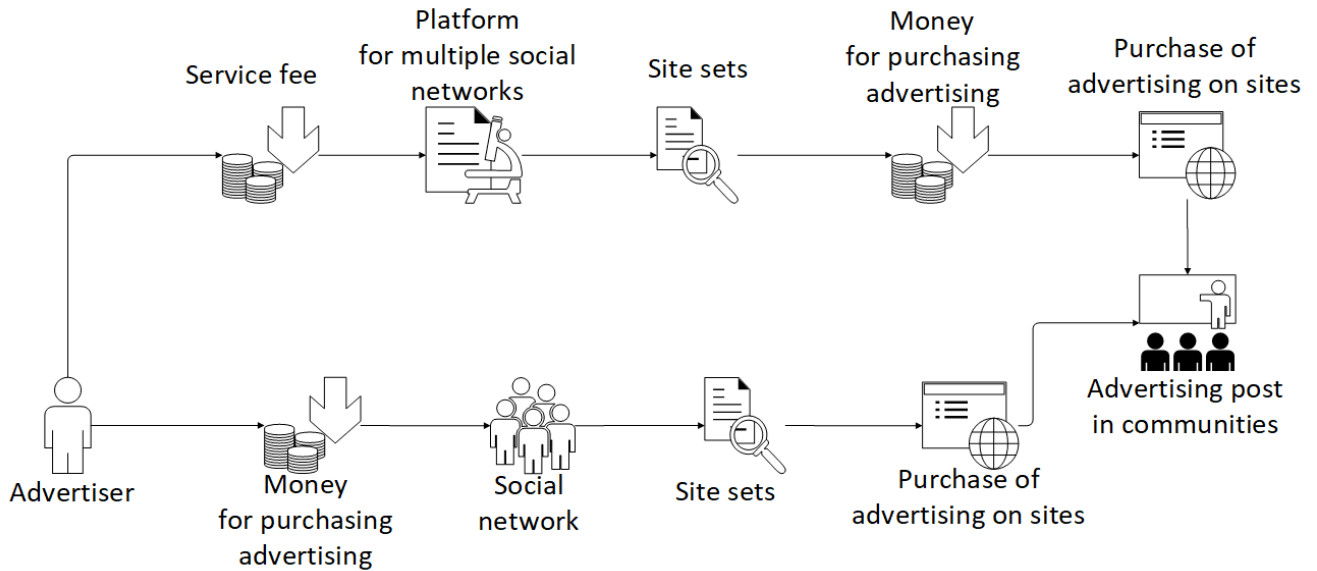 Service fee
Platform
for multiple social
networks
Site sets
Money
for purchasing
advertising
Purchase of
advertising on sites
Advertiser
Money
for purchasing
advertising
Social
network
Site sets
Purchase of
advertising on sites
Advertising post
in communities